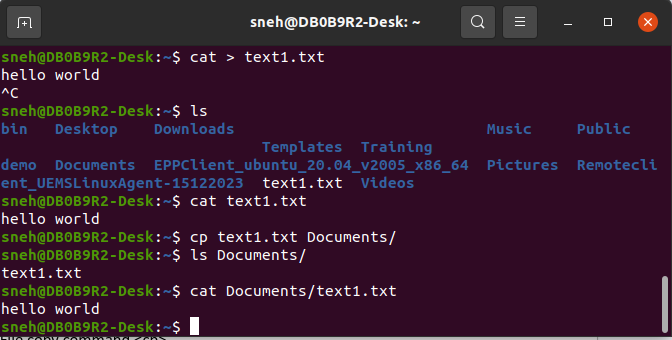 sneh@DB0B9R2-Desk: ~
sneh@DB0B9R2-Desk:~$ cat > text1.txt
hello world
^C
sneh@DB0B9R2-Desk:~$ ls
bin Desktop Downloads Music Public
Templates Training
demo Documents EPPClient_ubuntu_20.04_v2005_x86_64 Pictures Remotecli
ent_UEMSLinuxAgent-15122023 text1.txt Videos
sneh@DB0B9R2-Desk:~$ cat text1.txt
hello world
sneh@DB0B9R2-Desk:~$ cp text1.txt Documents/
sneh@DB0B9R2-Desk:~$ ls Documents/
text1.txt
sneh@DB0B9R2-Desk:~$ cat Documents/text1.txt
hello world
sneh@DB0B9R2-Desk:~$